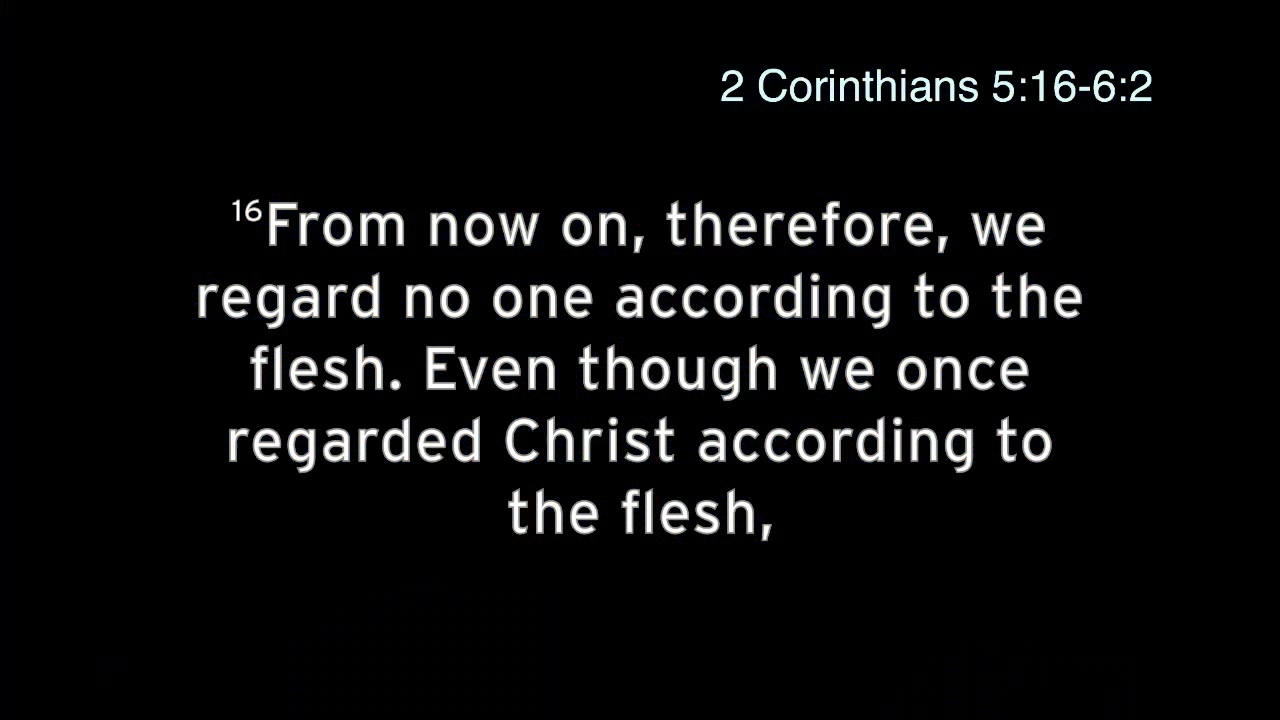 2 Corinthians 5:16-6:2
16From now on, therefore, we
regard no one according to the
flesh. Even though we once
regarded Christ according to
the flesh,